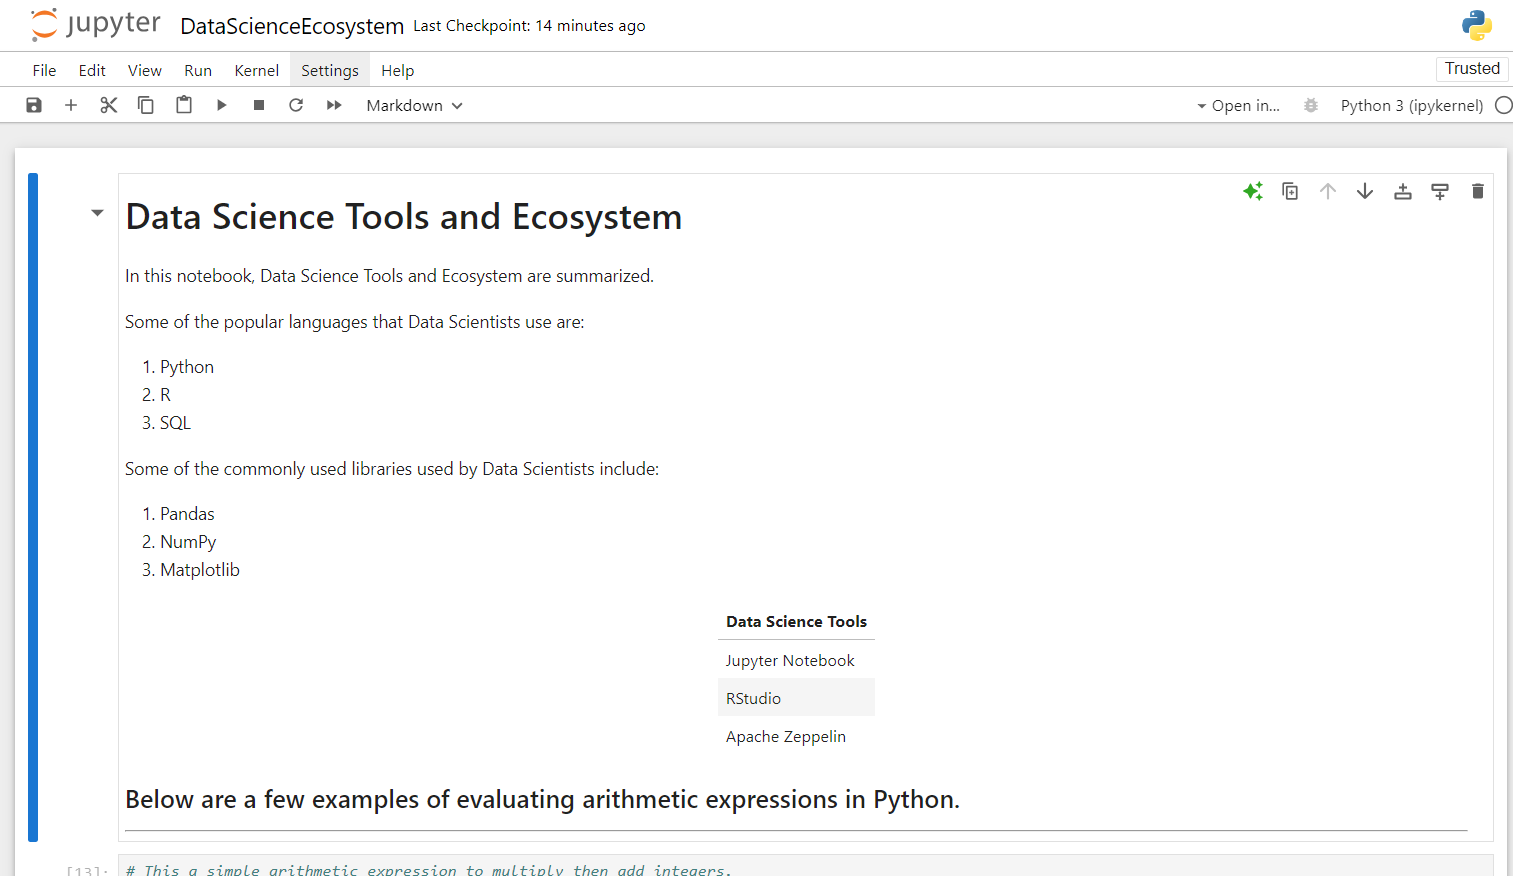 jupyter DataScienceEcosystem Last Checkpoint: 14 minutes ago
File Edit View Run Kernel Settings Help Trusted
Markdown Open in... Python 3 (ipykernel)
Data Science Tools and Ecosystem
In this notebook, Data Science Tools and Ecosystem are summarized.
Some of the popular languages that Data Scientists use are:
1. Python
2. R
3. SQL
Some of the commonly used libraries used by Data Scientists include:
1. Pandas
2. NumPy
3. Matplotlib
Data Science Tools
Jupyter Notebook
RStudio
Apache Zeppelin
Below are a few examples of evaluating arithmetic expressions in Python.
[13]: # This a simple arithmetic expression to multiply then add integers.